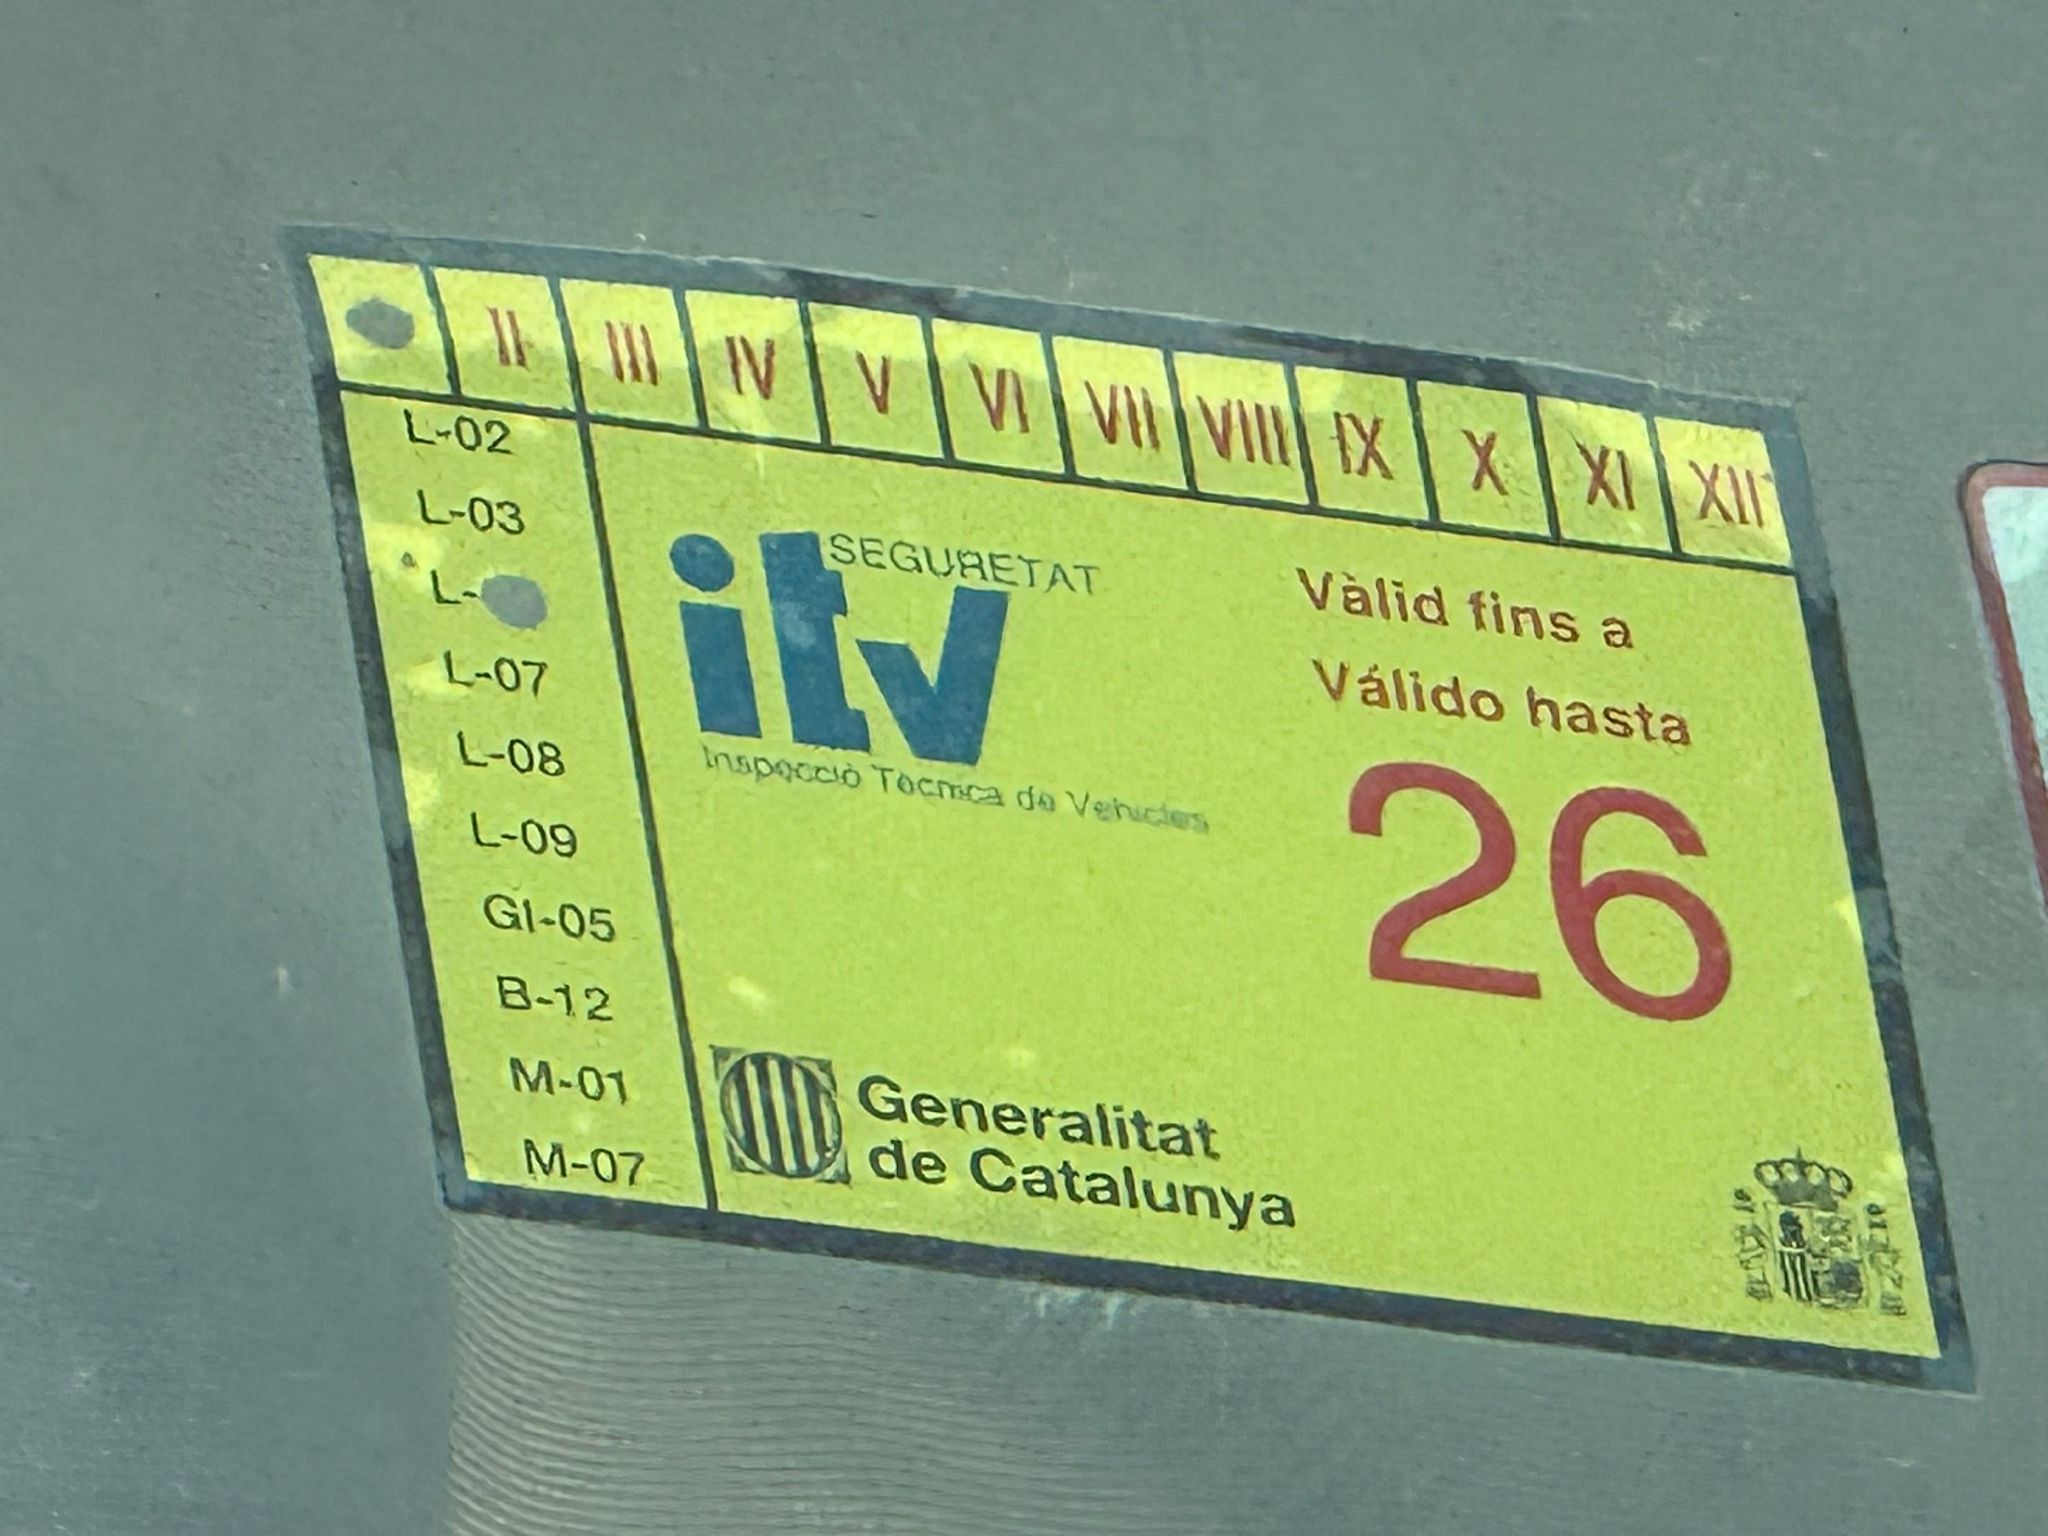 II III IV V VI VII VIII IX X XI XII
L-02
L-03
L-
L-07
L-08
L-09
GI-05
B-12
M-01
M-07
SEGURETAT
itv
Inspecció Tècnica de Vehicles
Vàlid fins a
Válido hasta
26
Generalitat
de Catalunya